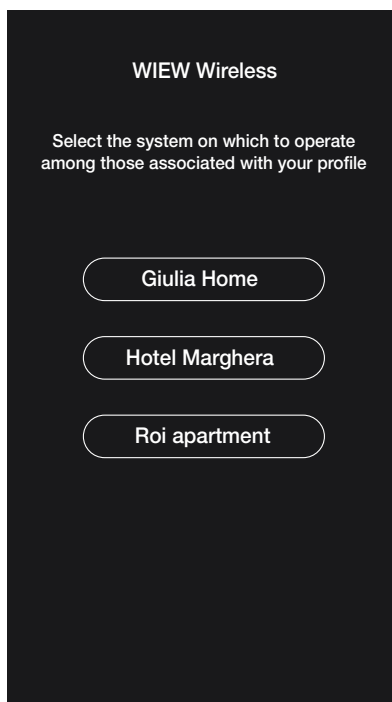 WIEW Wireless
Select the system on which to operate
among those associated with your profile
Giulia Home
Hotel Marghera
Roi apartment